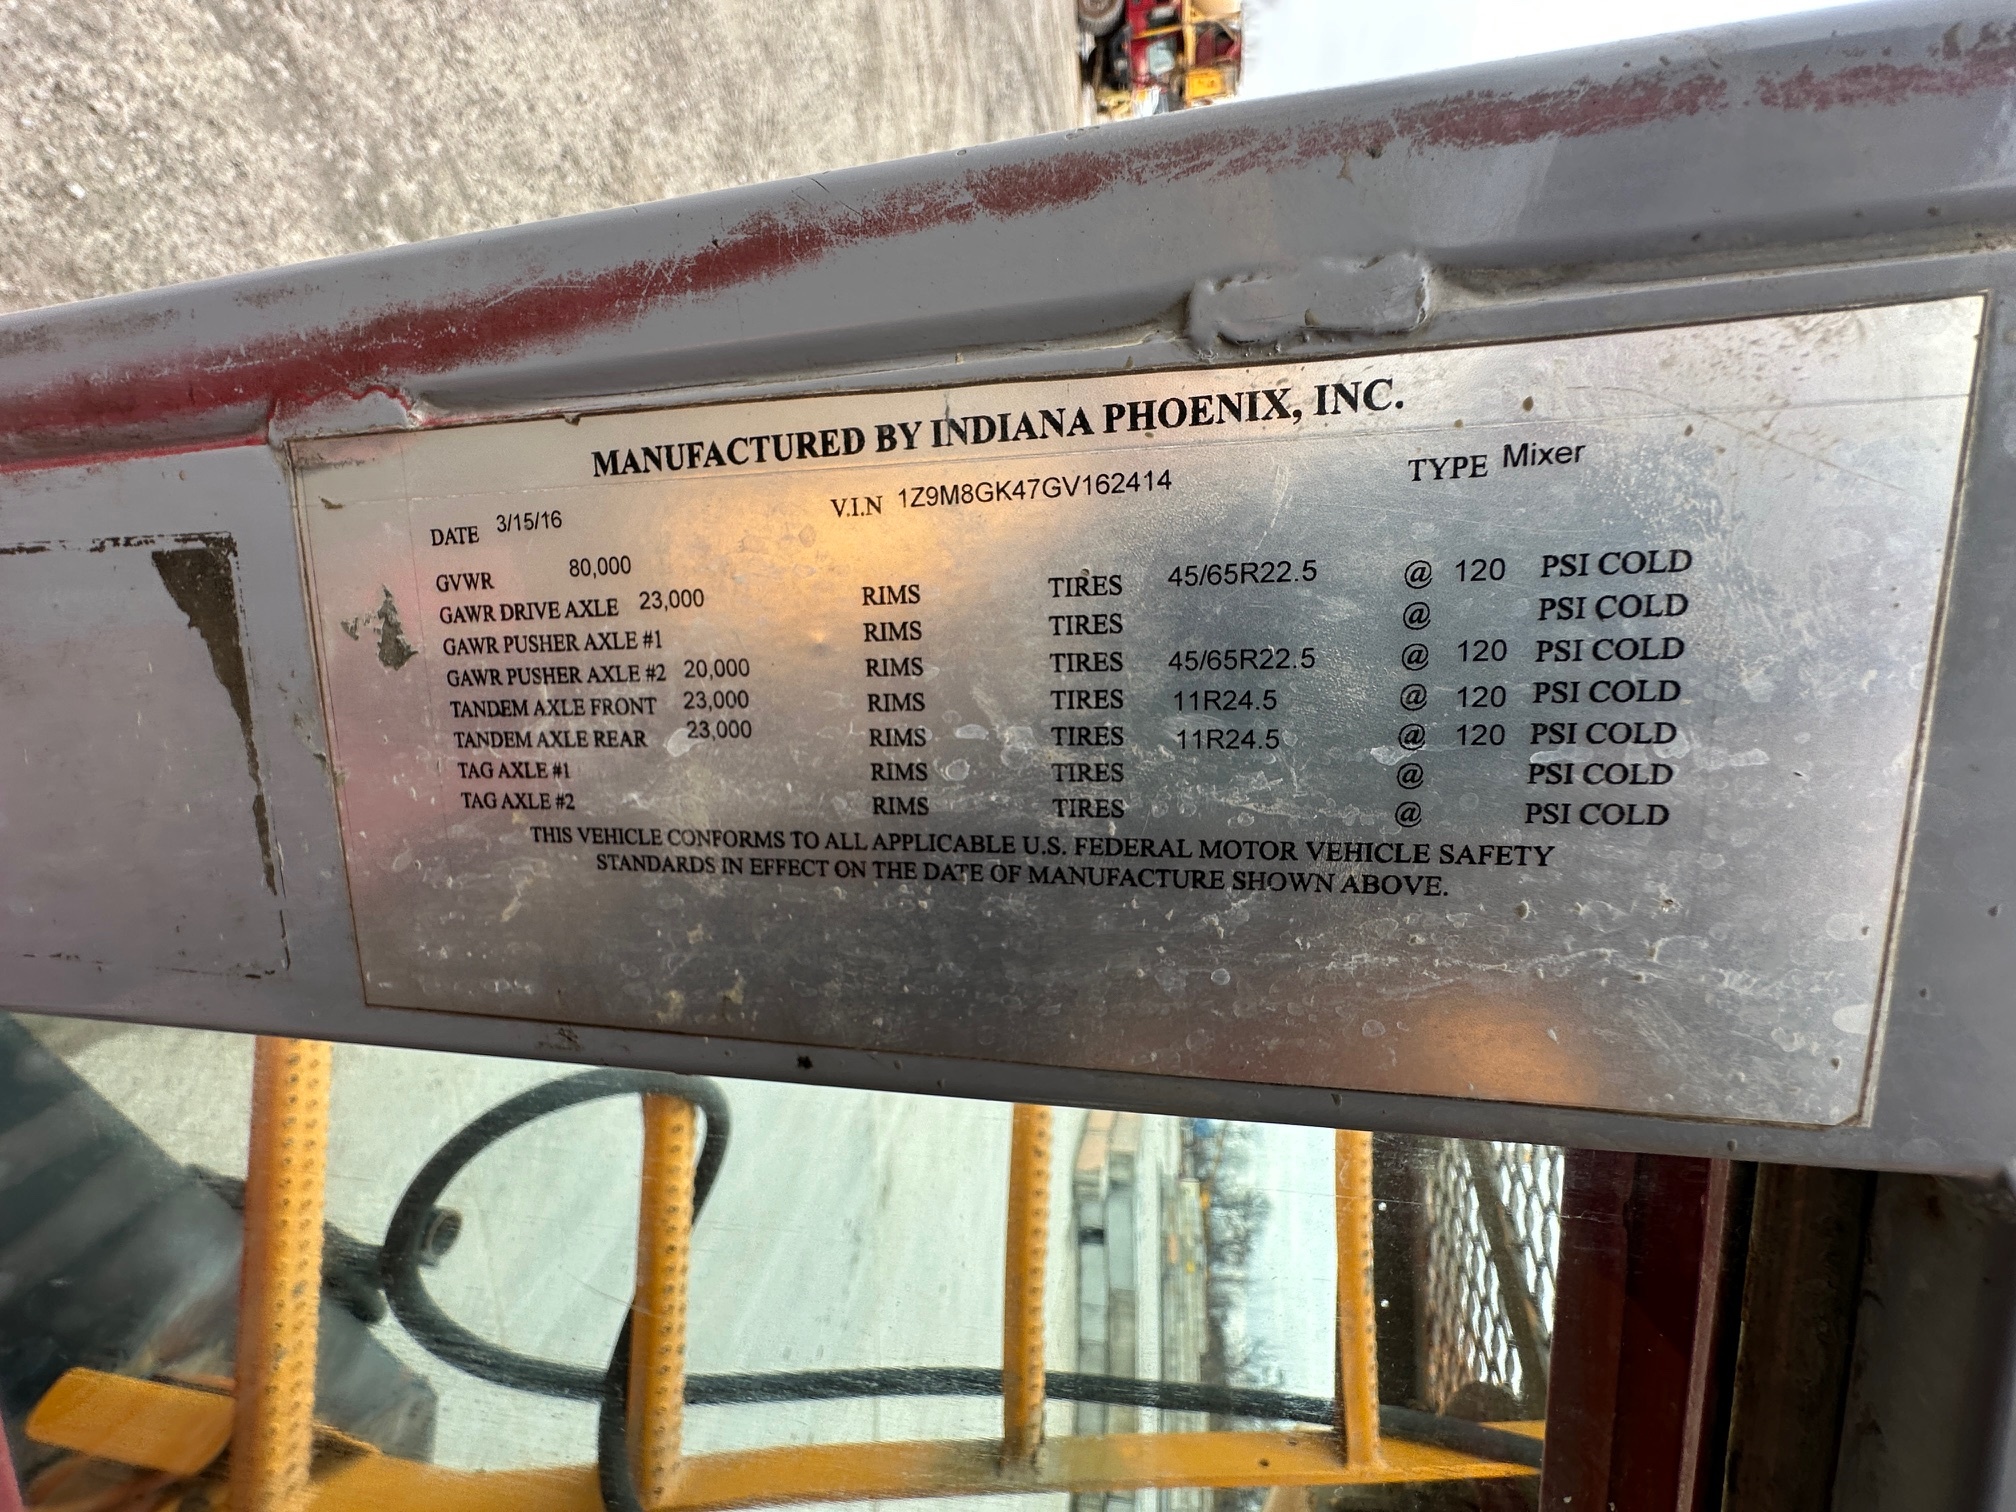 MANUFACTURED BY INDIANA PHOENIX, INC.
DATE 3/15/16 V.I.N 1Z9M8GK47GV162414 TYPE Mixer
GVWR 80,000
GAWR DRIVE AXLE 23,000 RIMS TIRES 45/65R22.5 @ 120 PSI COLD
GAWR PUSHER AXLE #1 RIMS TIRES @ PSI COLD
GAWR PUSHER AXLE #2 20,000 RIMS TIRES 45/65R22.5 @ 120 PSI COLD
TANDEM AXLE FRONT 23,000 RIMS TIRES 11R24.5 @ 120 PSI COLD
TANDEM AXLE REAR 23,000 RIMS TIRES 11R24.5 @ 120 PSI COLD
TAG AXLE #1 RIMS TIRES @ PSI COLD
TAG AXLE #2 RIMS TIRES @ PSI COLD
THIS VEHICLE CONFORMS TO ALL APPLICABLE U.S. FEDERAL MOTOR VEHICLE SAFETY
STANDARDS IN EFFECT ON THE DATE OF MANUFACTURE SHOWN ABOVE.